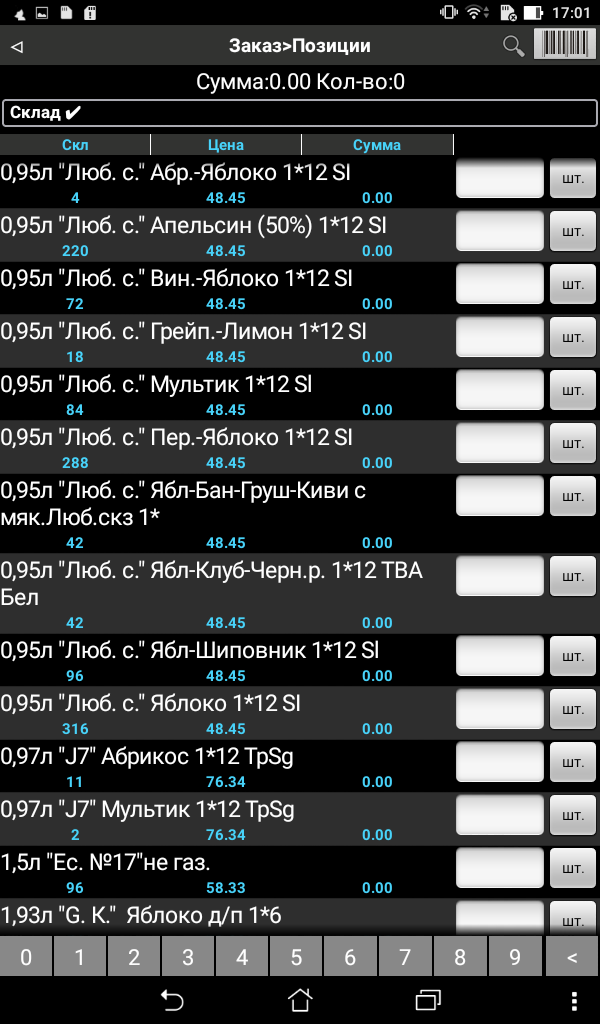 17:01
Заказ>Позиции
Сумма:0.00 Кол-во:0
Склад ✔
Скл Цена Сумма
0,95л "Люб. с." Абр.-Яблоко 1*12 Sl
шт.
4 48.45 0.00
0,95л "Люб. с." Апельсин (50%) 1*12 Sl
шт.
220 48.45 0.00
0,95л "Люб. с." Вин.-Яблоко 1*12 Sl
шт.
72 48.45 0.00
0,95л "Люб. с." Грейп.-Лимон 1*12 Sl
шт.
18 48.45 0.00
0,95л "Люб. с." Мультик 1*12 Sl
шт.
84 48.45 0.00
0,95л "Люб. с." Пер.-Яблоко 1*12 Sl
шт.
288 48.45 0.00
0,95л "Люб. с." Ябл-Бан-Груш-Киви с
шт.
мяк.Люб.скз 1*
42 48.45 0.00
0,95л "Люб. с." Ябл-Клуб-Черн.р. 1*12 TBA
шт.
Бел
42 48.45 0.00
0,95л "Люб. с." Ябл-Шиповник 1*12 Sl
шт.
96 48.45 0.00
0,95л "Люб. с." Яблоко 1*12 Sl
шт.
316 48.45 0.00
0,97л "J7" Абрикос 1*12 TpSg
шт.
11 76.34 0.00
0,97л "J7" Мультик 1*12 TpSg
шт.
2 76.34 0.00
1,5л "Ес. №17"не газ.
шт.
96 58.33 0.00
1,93л "G. K."  Яблоко д/п 1*6
шт.
0 1 2 3 4 5 6 7 8 9 <